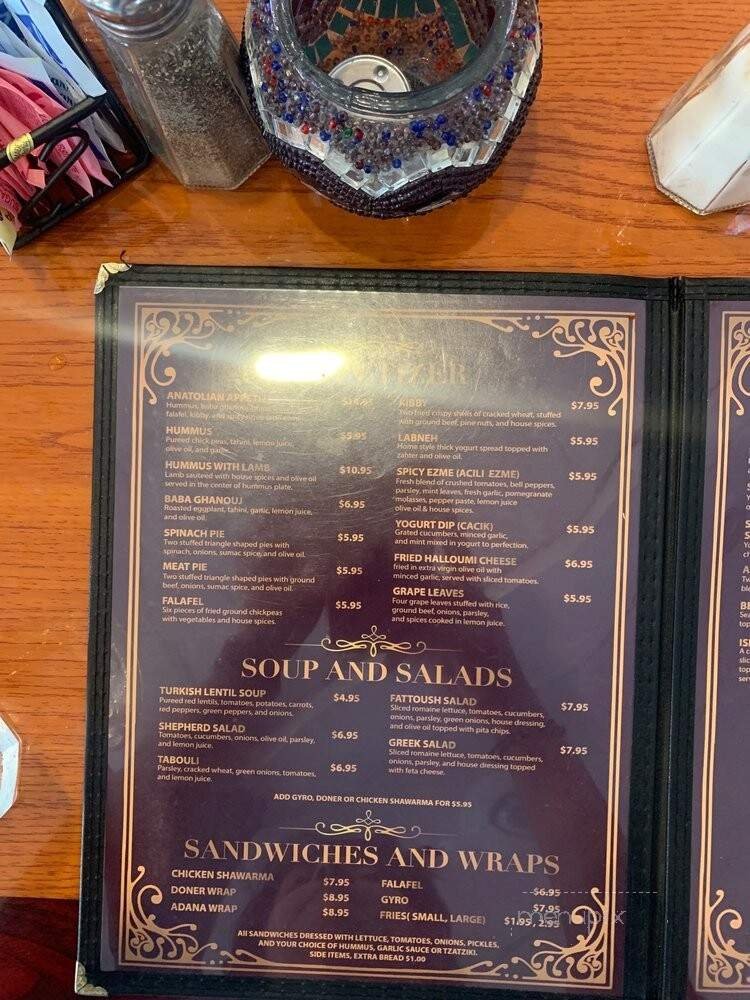 ANATOLIAN
Hummus, baba
falafel, kibby, and spicy
HUMMUS $5.95
Pureed chick peas, tahini, lemon juice,
olive oil, and garlic.
HUMMUS WITH LAMB $10.95
Lamb sauteed with house spices and olive oil
served in the center of hummus plate.
BABA GHANOUJ $6.95
Roasted eggplant, tahini, garlic, lemon juice,
and olive oil.
SPINACH PIE $5.95
Two stuffed triangle shaped pies with
spinach, onions, sumac spice, and olive oil.
MEAT PIE $5.95
Two stuffed triangle shaped pies with ground
beef, onions, sumac spice, and olive oil.
FALAFEL $5.95
Six pieces of fried ground chickpeas
with vegetables and house spices.
KIBBY $7.95
Two fried crispy shells of cracked wheat, stuffed
with ground beef, pine nuts, and house spices.
LABNEH $5.95
Home style thick yogurt spread topped with
zahter and olive oil.
SPICY EZME (ACILI EZME) $5.95
Fresh blend of crushed tomatoes, bell peppers,
parsley, mint leaves, fresh garlic, pomegranate
molasses, pepper paste, lemon juice
olive oil & house spices.
YOGURT DIP (CACIK) $5.95
Grated cucumbers, minced garlic,
and mint mixed in yogurt to perfection.
FRIED HALLOUMI CHEESE $6.95
fried in extra virgin olive oil with
minced garlic, served with sliced tomatoes.
GRAPE LEAVES $5.95
Four grape leaves stuffed with rice,
ground beef, onions, parsley,
and spices cooked in lemon juice.
SOUP AND SALADS
TURKISH LENTIL SOUP $4.95
Pureed red lentils, tomatoes, potatoes, carrots,
red peppers, green peppers, and onions.
SHEPHERD SALAD $6.95
Tomatoes, cucumbers, onions, olive oil, parsley,
and lemon juice.
TABOULI $6.95
Parsley, cracked wheat, green onions, tomatoes,
and lemon juice.
FATTOUSH SALAD $7.95
Sliced romaine lettuce, tomatoes, cucumbers,
onions, parsley, green onions, house dressing,
and olive oil topped with pita chips.
GREEK SALAD $7.95
Sliced romaine lettuce, tomatoes, cucumbers,
onions, parsley, and house dressing topped
with feta cheese.
ADD GYRO, DONER OR CHICKEN SHAWARMA FOR $5.95
SANDWICHES AND WRAPS
CHICKEN SHAWARMA $7.95
DONER WRAP $8.95
ADANA WRAP $8.95
FALAFEL $6.95
GYRO $7.95
FRIES( SMALL, LARGE) $1.95, 2.95
All SANDWICHES DRESSED WITH LETTUCE, TOMATOES, ONIONS, PICKLES,
AND YOUR CHOICE OF HUMMUS, GARLIC SAUCE OR TZATZIKI.
SIDE ITEMS, EXTRA BREAD $1.00